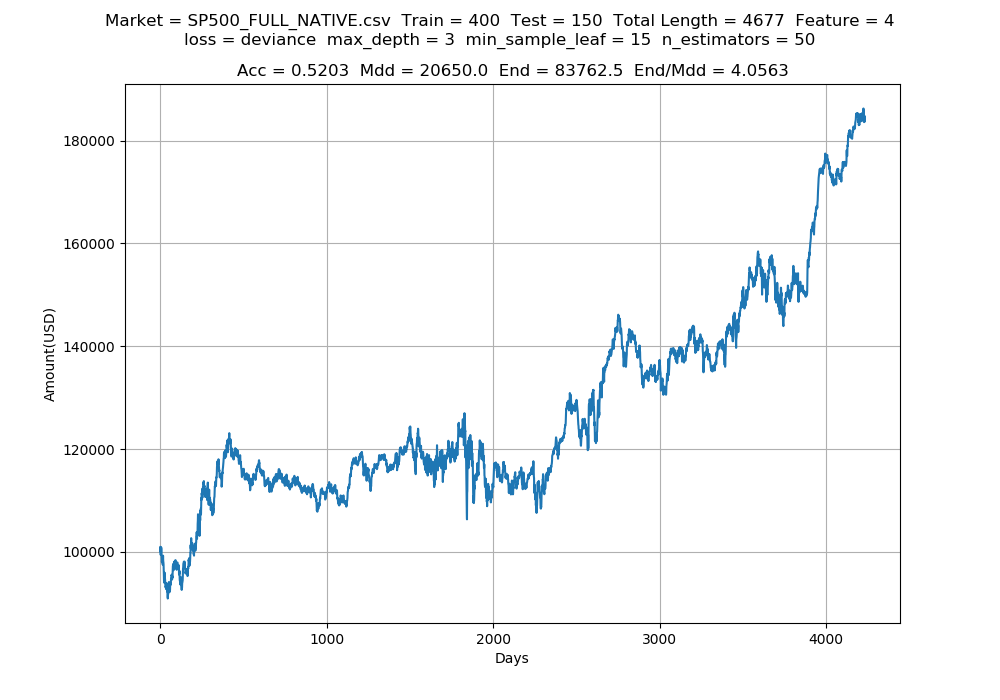 Market = SP500_FULL_NATIVE.csv  Train = 400  Test = 150  Total Length = 4677  Feature = 4
loss = deviance  max_depth = 3  min_sample_leaf = 15  n_estimators = 50
Acc = 0.5203  Mdd = 20650.0  End = 83762.5  End/Mdd = 4.0563
180000
160000
140000
120000
100000
Amount(USD)
0
1000
2000
3000
4000
Days